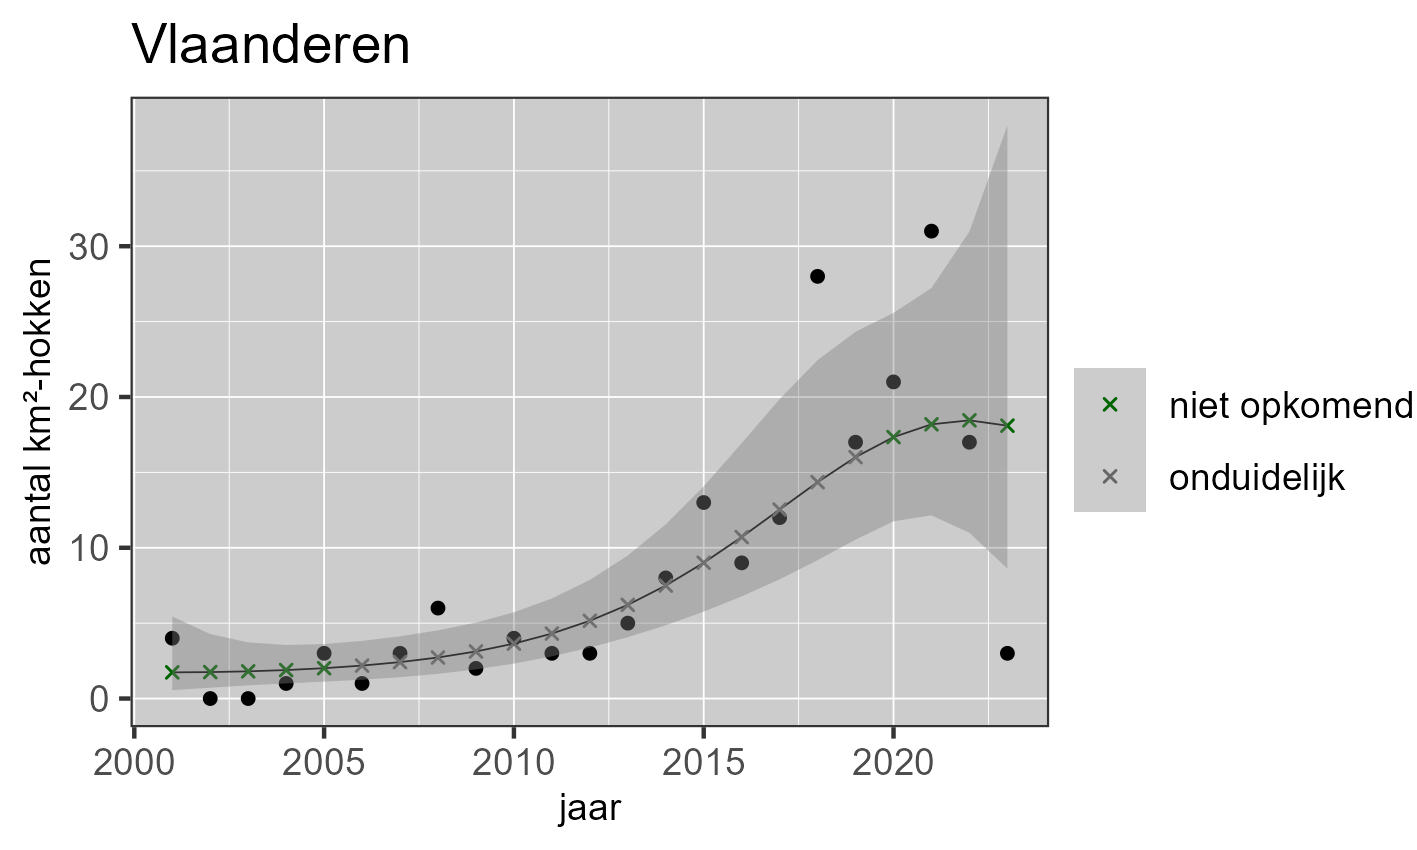 Vlaanderen
aantal km²-hokken
30
20
10
0
2000 2005 2010 2015 2020
jaar
niet opkomend
onduidelijk